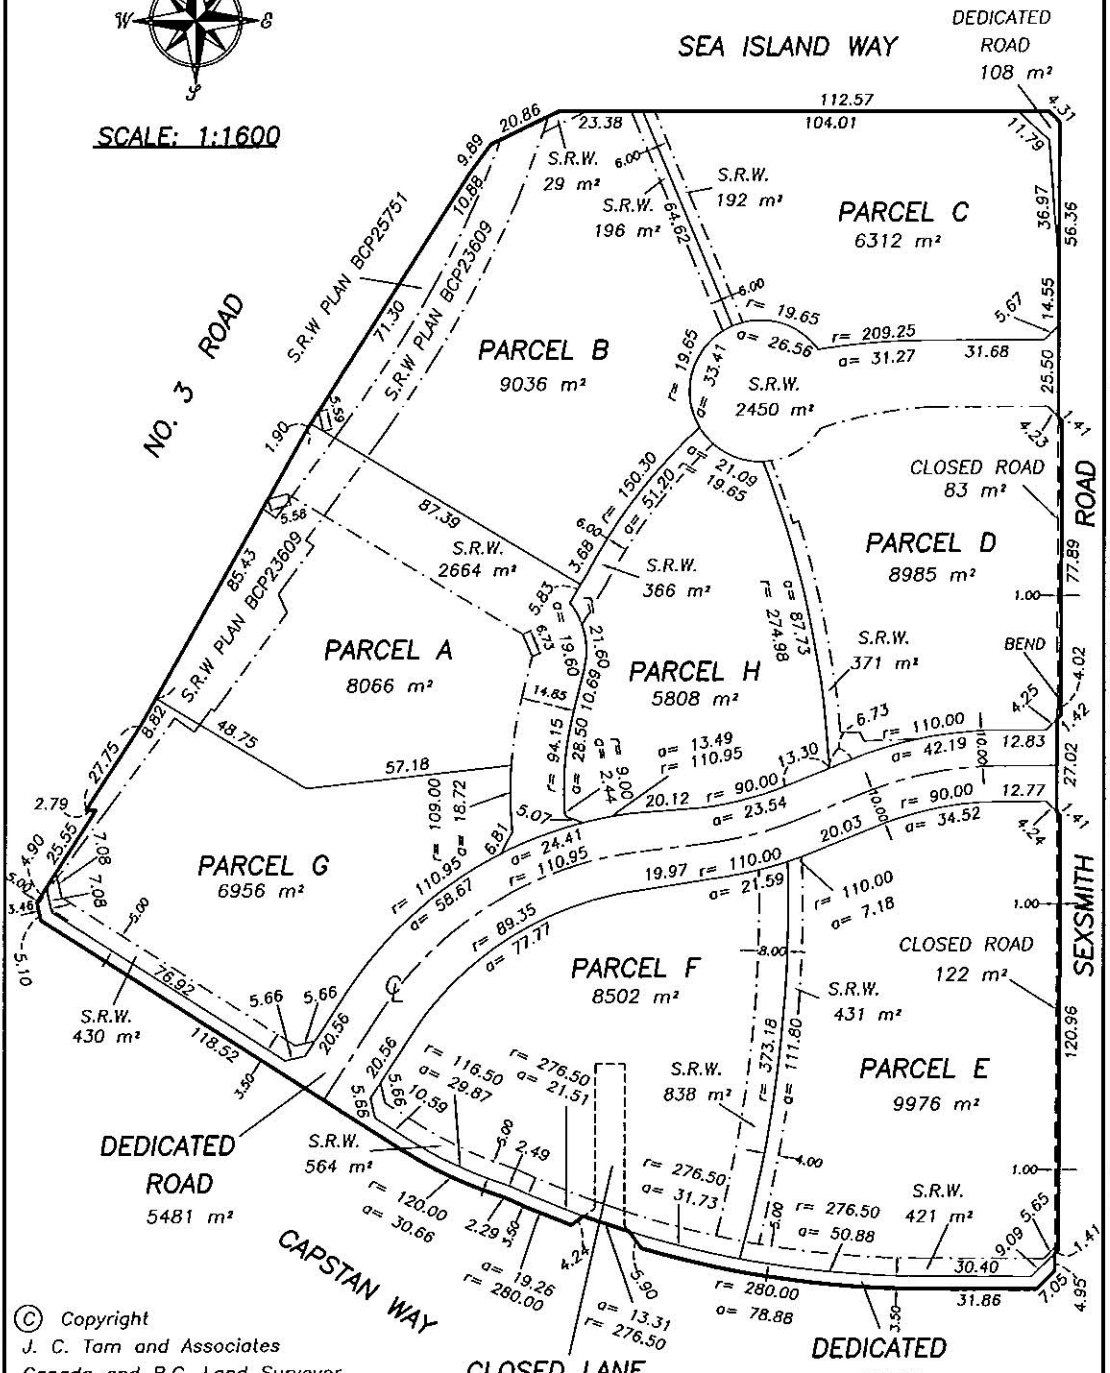 W
E
S
SCALE: 1:1600
SEA ISLAND WAY
DEDICATED
ROAD
108 m²
4.31
112.57
104.01
11.79
20.86
23.38
9.89
10.88
S.R.W.
29 m²
6.00
S.R.W.
192 m²
S.R.W.
196 m²
64.62
PARCEL C
6312 m²
36.97
56.36
S.R.W PLAN BCP25751
S.R.W PLAN BCP23609
71.30
NO. 3 ROAD
6.00
r= 19.65
a= 26.56
r= 209.25
a= 31.27
31.68
5.67
14.55
PARCEL B
9036 m²
r= 19.65
a= 33.41
S.R.W.
2450 m²
25.50
5.59
1.90
1.41
4.23
87.39
r= 150.30
a= 51.20
a= 21.09
r= 19.65
CLOSED ROAD
83 m²
ROAD
5.58
6.00
3.68
S.R.W.
2664 m²
S.R.W.
366 m²
PARCEL D
8985 m²
77.89
85.43
S.R.W PLAN BCP23609
5.83
1.00
a= 87.73
r= 274.98
r= 21.60
a= 19.60
6.73
PARCEL A
8066 m²
S.R.W.
371 m²
BEND
4.02
PARCEL H
5808 m²
10.69
14.85
4.25
1.42
8.82
48.75
6.73
r= 110.00
a= 42.19
10.00
12.83
27.02
27.75
57.18
r= 94.15
a= 28.50
r= 9.00
a= 2.44
a= 13.49
r= 110.95
13.30
r= 109.00
a= 18.72
20.12
r= 90.00
a= 23.54
10.00
r= 90.00
a= 34.52
12.77
1.41
4.24
2.79
5.07
6.81
a= 24.41
r= 110.95
20.03
25.55
4.90
7.08
7.08
PARCEL G
6956 m²
r= 110.95
a= 58.67
19.97
r= 110.00
a= 21.59
r= 110.00
a= 7.18
5.00
3.46
5.00
1.00
SEXSMITH
r= 89.35
a= 77.77
5.10
8.00
CLOSED ROAD
122 m²
PARCEL F
8502 m²
76.92
C L
S.R.W.
430 m²
5.66
5.66
S.R.W.
431 m²
118.52
20.56
3.50
120.96
r= 373.18
a= 111.80
20.56
r= 116.50
a= 29.87
r= 276.50
a= 21.51
S.R.W.
838 m²
PARCEL E
9976 m²
5.66
5.66
10.59
DEDICATED
ROAD
5481 m²
S.R.W.
564 m²
5.00
2.49
4.00
1.00
r= 276.50
a= 31.73
S.R.W.
421 m²
r= 120.00
a= 30.66
2.29
3.50
5.00
r= 276.50
a= 50.88
5.65
9.09
1.41
CAPSTAN WAY
4.24
30.40
a= 19.26
r= 280.00
5.90
r= 280.00
a= 78.88
3.50
31.86
7.05
4.95
a= 13.31
r= 276.50
© Copyright
J. C. Tam and Associates
Canada and B.C. Land Surveyor
CLOSED LANE
DEDICATED